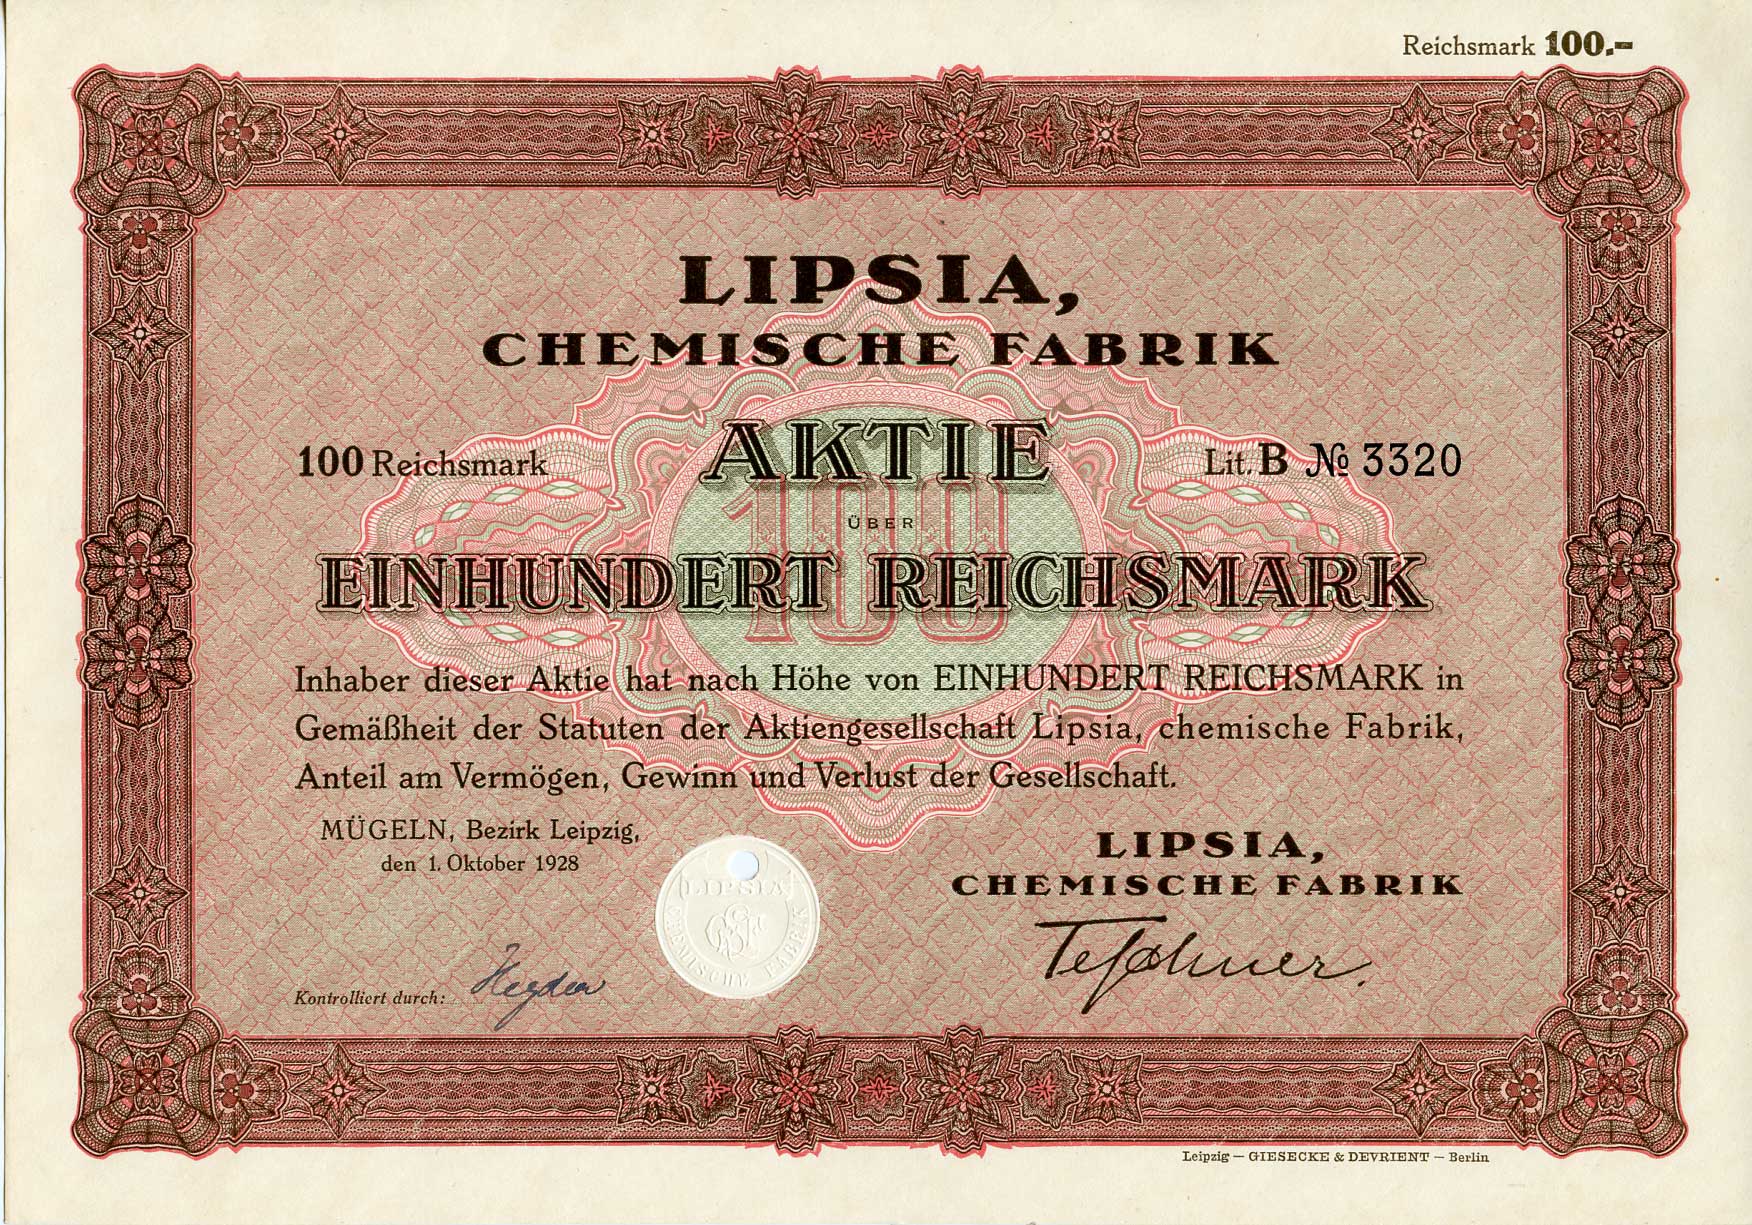 Reichsmark 100.-
LIPSIA,
CHEMISCHE FABRIK
100 Reichsmark
AKTIE
Lit. B № 3320
100
ÜBER
EINHUNDERT REICHSMARK
Inhaber dieser Aktie hat nach Höhe von EINHUNDERT REICHSMARK in
Gemäßheit der Statuten der Aktiengesellschaft Lipsia, chemische Fabrik,
Anteil am Vermögen, Gewinn und Verlust der Gesellschaft.
MÜGELN, Bezirk Leipzig,
den 1. Oktober 1928
LIPSIA,
CHEMISCHE FABRIK
LIPSIA
CHEMISCHE FABRIK
Kontrolliert durch:
Leipzig — GIESECKE & DEVRIENT — Berlin